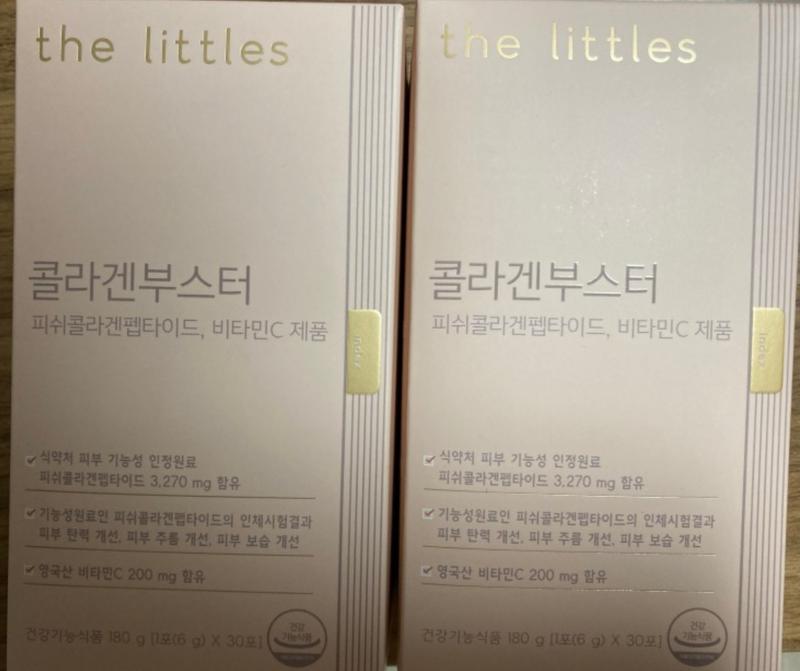 the littles
콜라겐부스터
피쉬콜라겐펩타이드, 비타민C 제품
index
식약처 피부 기능성 인정원료
피쉬콜라겐펩타이드 3,270 mg 함유
기능성원료인 피쉬콜라겐펩타이드의 인체시험결과
피부 탄력 개선, 피부 주름 개선, 피부 보습 개선
영국산 비타민C 200 mg 함유
건강기능식품 180 g [1포(6 g) X 30포]
건강
기능식품
the littles
콜라겐부스터
피쉬콜라겐펩타이드, 비타민C 제품
index
식약처 피부 기능성 인정원료
피쉬콜라겐펩타이드 3,270 mg 함유
기능성원료인 피쉬콜라겐펩타이드의 인체시험결과
피부 탄력 개선, 피부 주름 개선, 피부 보습 개선
영국산 비타민C 200 mg 함유
건강기능식품 180 g [1포(6 g) X 30포]
건강
기능식품